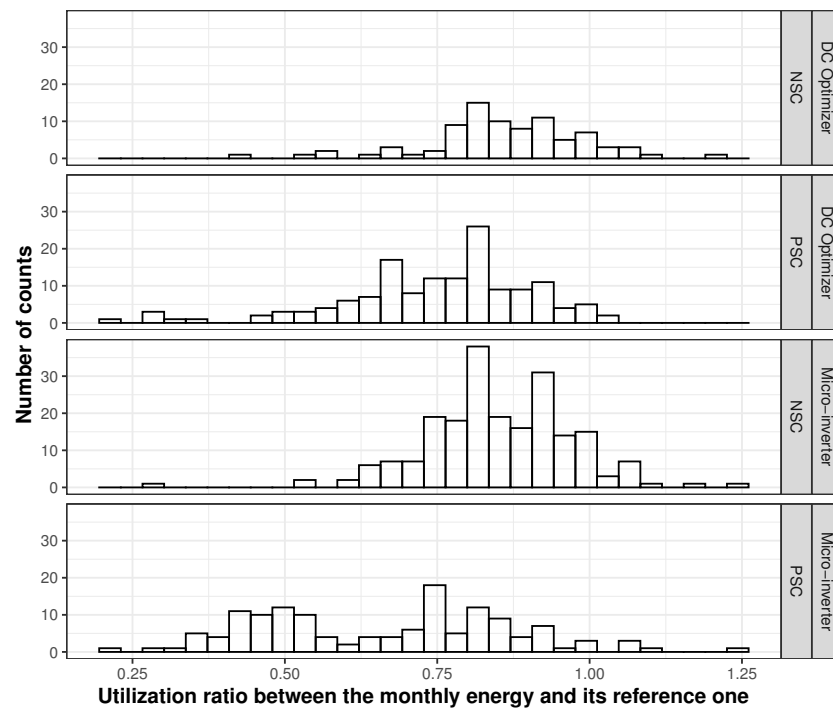 Number of counts
30
20
10
0
NSC
DC Optimizer
30
20
10
0
PSC
DC Optimizer
30
20
10
0
NSC
Micro−inverter
30
20
10
0
PSC
Micro−inverter
0.25 0.50 0.75 1.00 1.25
Utilization ratio between the monthly energy and its reference one